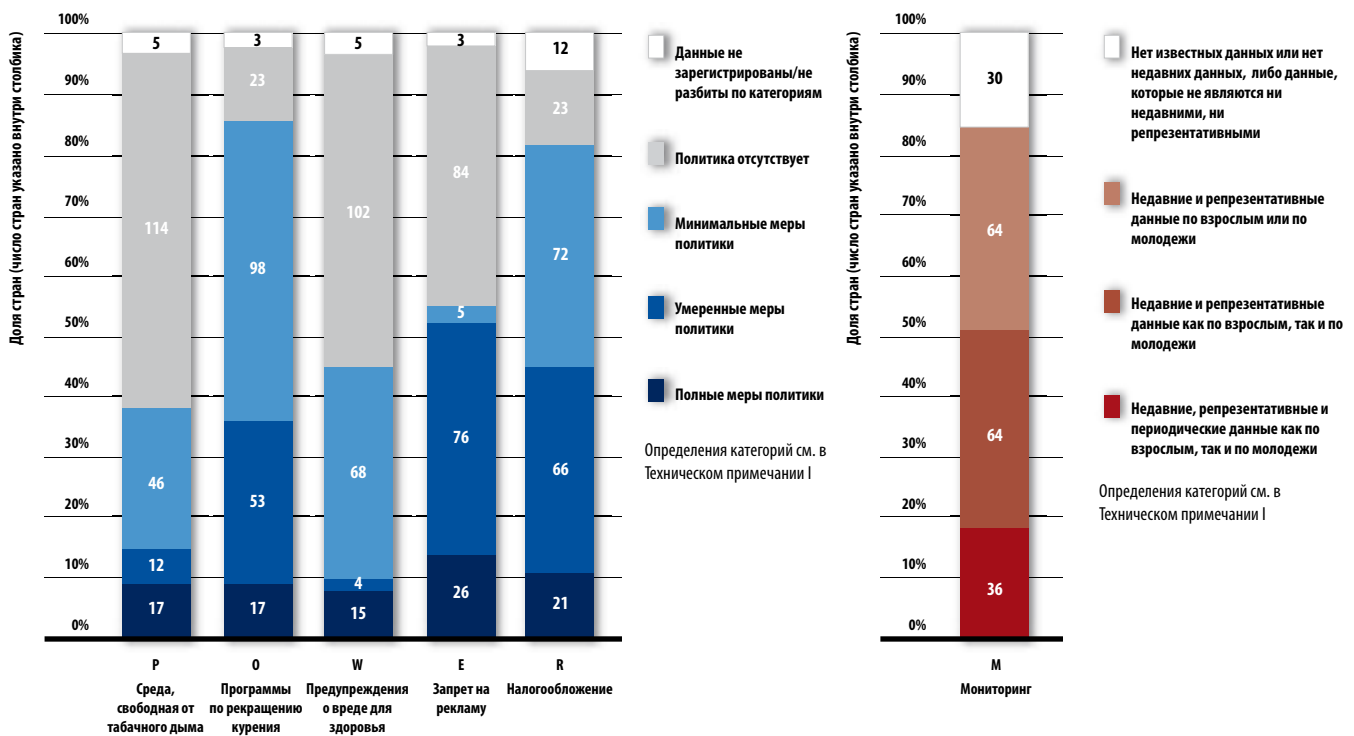 Доля стран (число стран указано внутри столбика)
100%
90%
80%
70%
60%
50%
40%
30%
20%
10%
0%
5
114
46
12
17
3
23
98
53
17
5
102
68
4
15
3
84
5
76
26
12
23
72
66
21
P
Среда,
свободная от
табачного дыма
O
Программы
по рекращению
курения
W
Предупреждения
о вреде для
здоровья
E
Запрет на
рекламу
R
Налогообложение
Данные не
зарегистрированы/не
разбиты по категориям
Политика отсутствует
Минимальные меры
политики
Умеренные меры
политики
Полные меры политики
Определения категорий см. в
Техническом примечании I
Доля стран (число стран указано внутри столбика)
100%
90%
80%
70%
60%
50%
40%
30%
20%
10%
0%
30
64
64
36
M
Мониторинг
Нет известных данных или нет
недавних данных, либо данные,
которые не являются ни
недавними, ни
репрезентативными
Недавние и репрезентативные
данные по взрослым или по
молодежи
Недавние и репрезентативные
данные как по взрослым, так и по
молодежи
Недавние, репрезентативные и
периодические данные как по
взрослым, так и по молодежи
Определения категорий см. в
Техническом примечании I